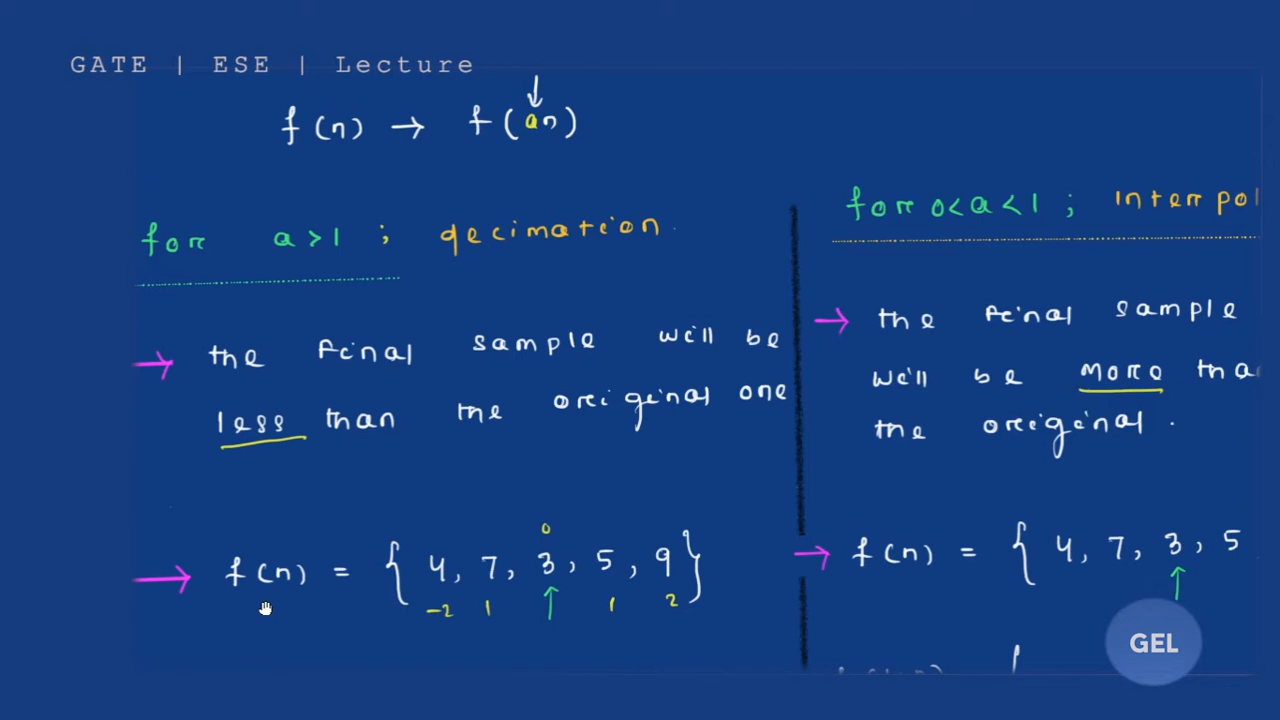 GATE | ESE | Lecture
f(n) → f(an)
for a>1 ; decimation.
→ the final sample will be
less than the original one
→ f(n) = { 4, 7, 3, 5, 9 }
0
-2 1 ↑ 1 2
for 0<a<1 ; Interpol
→ the final sample
will be more tha
the original.
→ f(n) = { 4, 7, 3, 5
↑
GEL